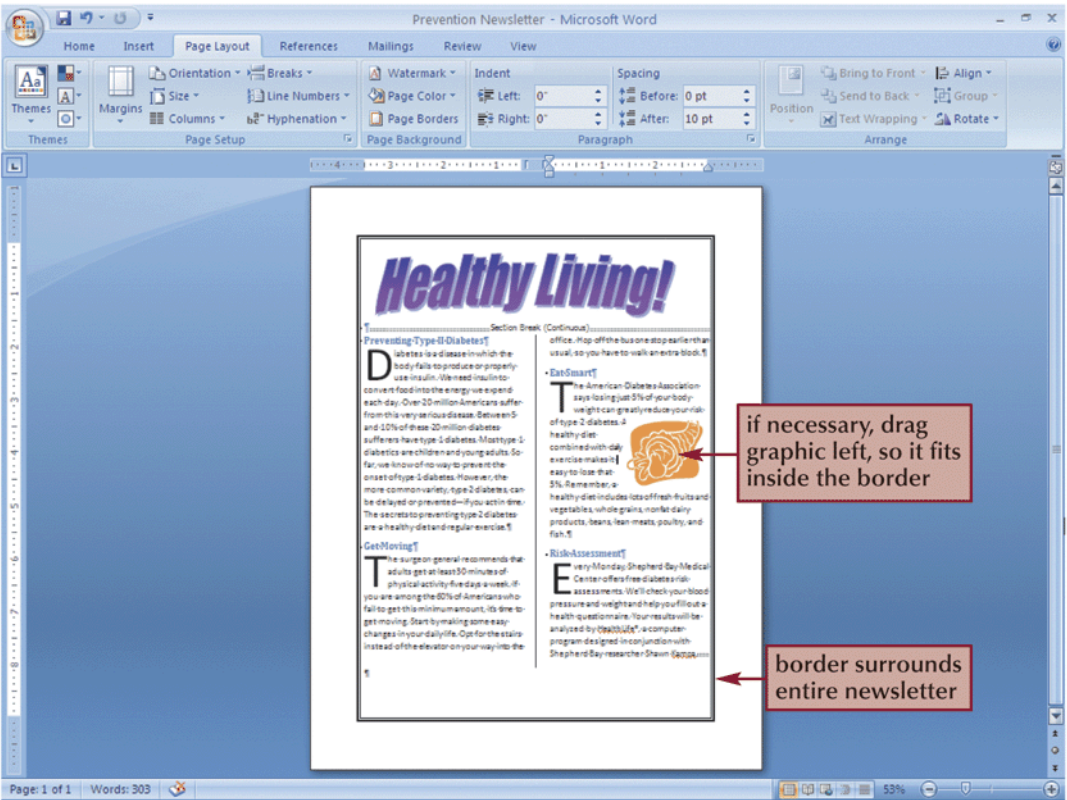 Prevention Newsletter - Microsoft Word
Home Insert Page Layout References Mailings Review View
Themes
Themes
Margins
Orientation
Size
Columns
Breaks
Line Numbers
Hyphenation
Page Setup
Watermark
Page Color
Page Borders
Page Background
Indent
Left: 0"
Right: 0"
Spacing
Before: 0 pt
After: 10 pt
Paragraph
Position
Bring to Front
Send to Back
Text Wrapping
Align
Group
Rotate
Arrange
Healthy Living!
Section Break (Continuous)
Preventing Type II Diabetes¶
Diabetes is a disease in which the
body fails to produce or properly
use insulin. We need insulin to
convert food into the energy we expend
each day. Over 20 million Americans suffer
from this very serious disease. Between 5
and 10% of these 20 million diabetes
sufferers have type 1 diabetes. Most type 1
diabetics are children and young adults. So
far, we know of no way to prevent the
onset of type 1 diabetes. However, the
more common variety, type 2 diabetes, can
be delayed or prevented—if you act in time.
The secrets to preventing type 2 diabetes
are a healthy diet and regular exercise.¶
Get Moving¶
The surgeon general recommends that
adults get at least 30 minutes of
physical activity five days a week. If
you are among the 60% of Americans who
fail to get this minimum amount, it's time to
get moving. Start by making some easy
changes in your daily life. Opt for the stairs
instead of the elevator on your way into the
office. Hop off the bus one stop earlier than
usual, so you have to walk an extra block.¶
Eat Smart¶
The American Diabetes Association
says losing just 5% of your body
weight can greatly reduce your risk
of type 2 diabetes. A
healthy diet
combined with daily
exercise makes it
easy to lose that
5%. Remember, a
healthy diet includes lots of fresh fruits and
vegetables, whole grains, nonfat dairy
products, beans, lean meats, poultry, and
fish.¶
Risk Assessment¶
Every Monday, Shepherd Bay Medical
Center offers free diabetes risk
assessments. We'll check your blood
pressure and weight and help you fill out a
health questionnaire. Your results will be
analyzed by HealthLife®, a computer
program designed in conjunction with
Shepherd Bay researcher Shawn Kampa.
¶
if necessary, drag
graphic left, so it fits
inside the border
border surrounds
entire newsletter
Page: 1 of 1 Words: 303 53%